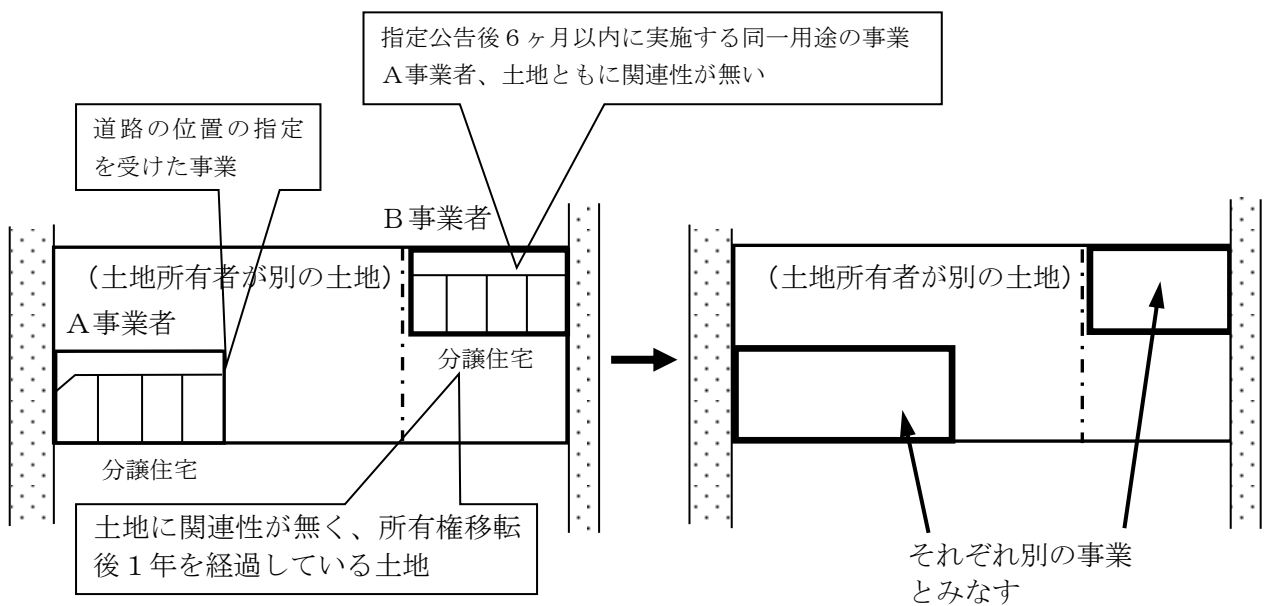 指定公告後６ヶ月以内に実施する同一用途の事業
Ａ事業者、土地ともに関連性が無い
道路の位置の指定
を受けた事業
Ｂ事業者
（土地所有者が別の土地）
Ａ事業者
分譲住宅
分譲住宅
土地に関連性が無く、所有権移転
後１年を経過している土地
（土地所有者が別の土地）
それぞれ別の事業
とみなす